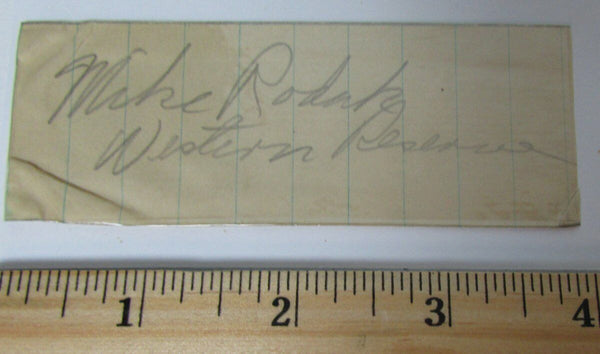 Mike Rodak
Western Reserve
1 2 3 4